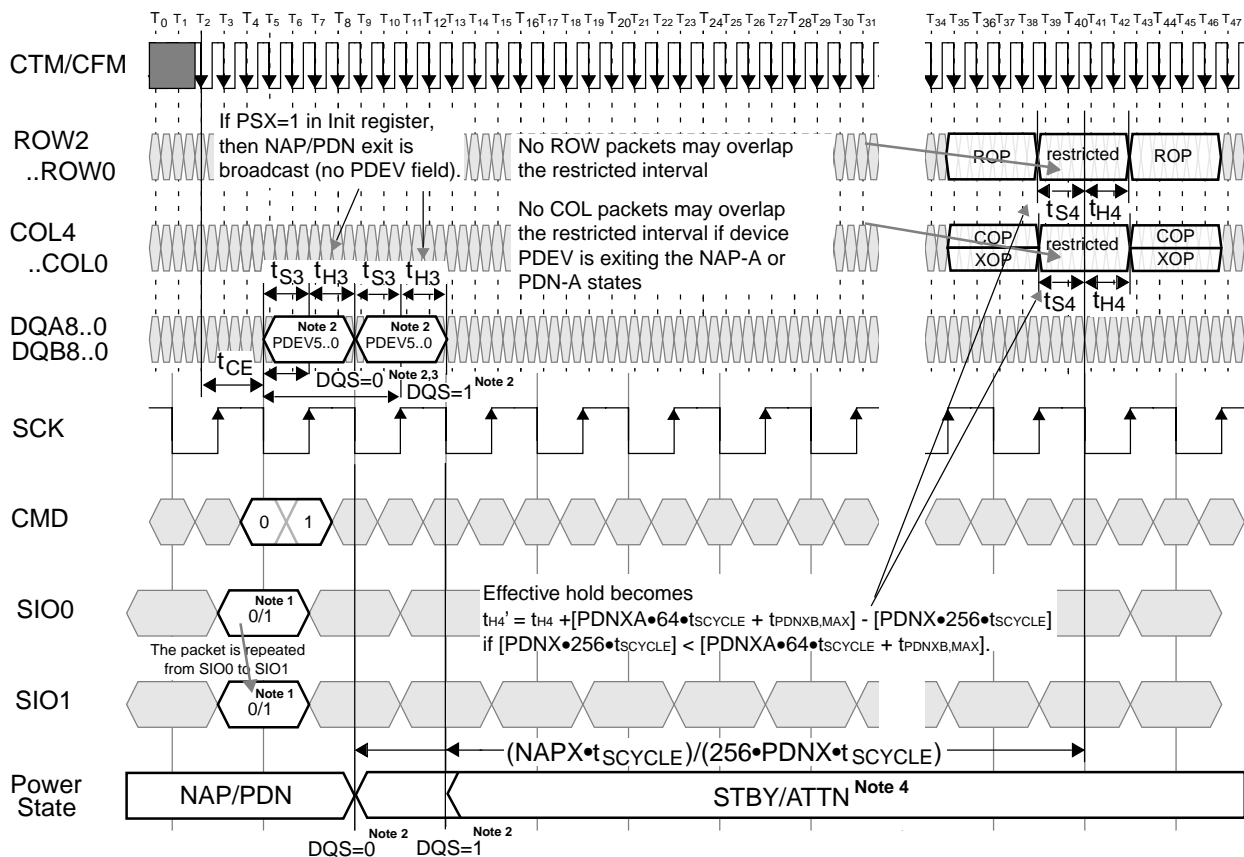 T0 T1 T2 T3 T4 T5 T6 T7 T8 T9 T10 T11 T12 T13 T14 T15 T16 T17 T18 T19 T20 T21 T22 T23 T24 T25 T26 T27 T28 T29 T30 T31 T34 T35 T36 T37 T38 T39 T40 T41 T42 T43 T44 T45 T46 T47
CTM/CFM
If PSX=1 in Init register,
then NAP/PDN exit is
broadcast (no PDEV field).
ROW2
..ROW0
No ROW packets may overlap
the restricted interval
ROP restricted ROP
tS4 tH4
COL4
..COL0
No COL packets may overlap
the restricted interval if device
PDEV is exiting the NAP-A or
PDN-A states
COP restricted COP
XOP XOP
tS4 tH4
tS3 tH3 tS3 tH3
DQA8..0
DQB8..0
Note 2 Note 2
PDEV5..0 PDEV5..0
tCE
DQS=0 Note 2,3
DQS=1 Note 2
SCK
CMD
0 1
SIO0
Note 1
0/1
Effective hold becomes
tH4' = tH4 +[PDNXA•64•tSCYCLE + tPDNXB,MAX] - [PDNX•256•tSCYCLE]
if [PDNX•256•tSCYCLE] < [PDNXA•64•tSCYCLE + tPDNXB,MAX].
The packet is repeated
from SIO0 to SIO1
SIO1
Note 1
0/1
(NAPX•tSCYCLE)/(256•PDNX•tSCYCLE)
Power
State
NAP/PDN
STBY/ATTN Note 4
DQS=0 Note 2
DQS=1 Note 2